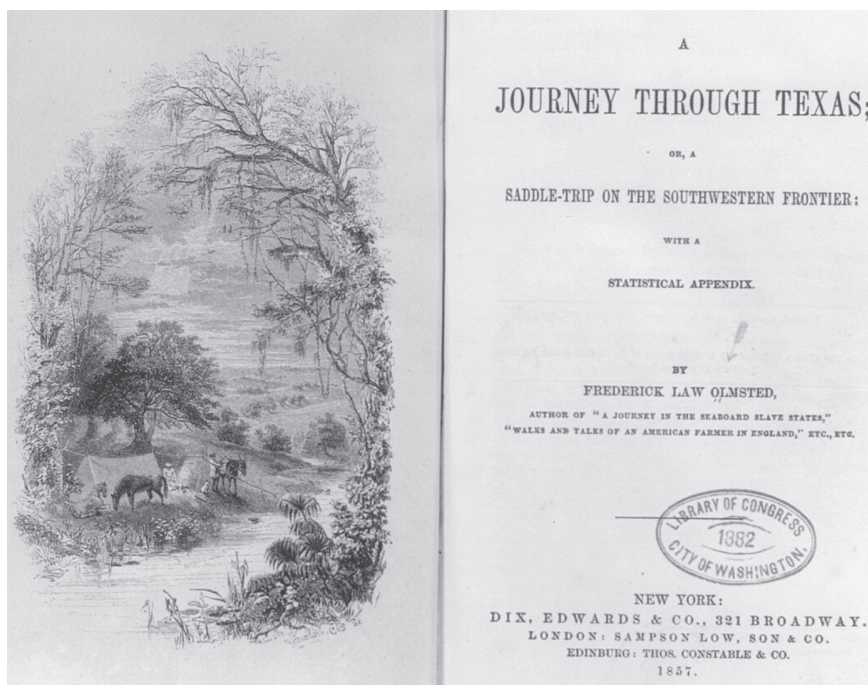 A
JOURNEY THROUGH TEXAS;
OR, A
SADDLE-TRIP ON THE SOUTHWESTERN FRONTIER:
WITH A
STATISTICAL APPENDIX.
BY
FREDERICK LAW OLMSTED,
AUTHOR OF "A JOURNEY IN THE SEABOARD SLAVE STATES,"
"WALKS AND TALKS OF AN AMERICAN FARMER IN ENGLAND," ETC., ETC.
LIBRARY OF CONGRESS
1882
CITY OF WASHINGTON.
NEW YORK:
DIX, EDWARDS & CO., 321 BROADWAY.
LONDON: SAMPSON LOW, SON & CO.
EDINBURG: THOS. CONSTABLE & CO.
1857.